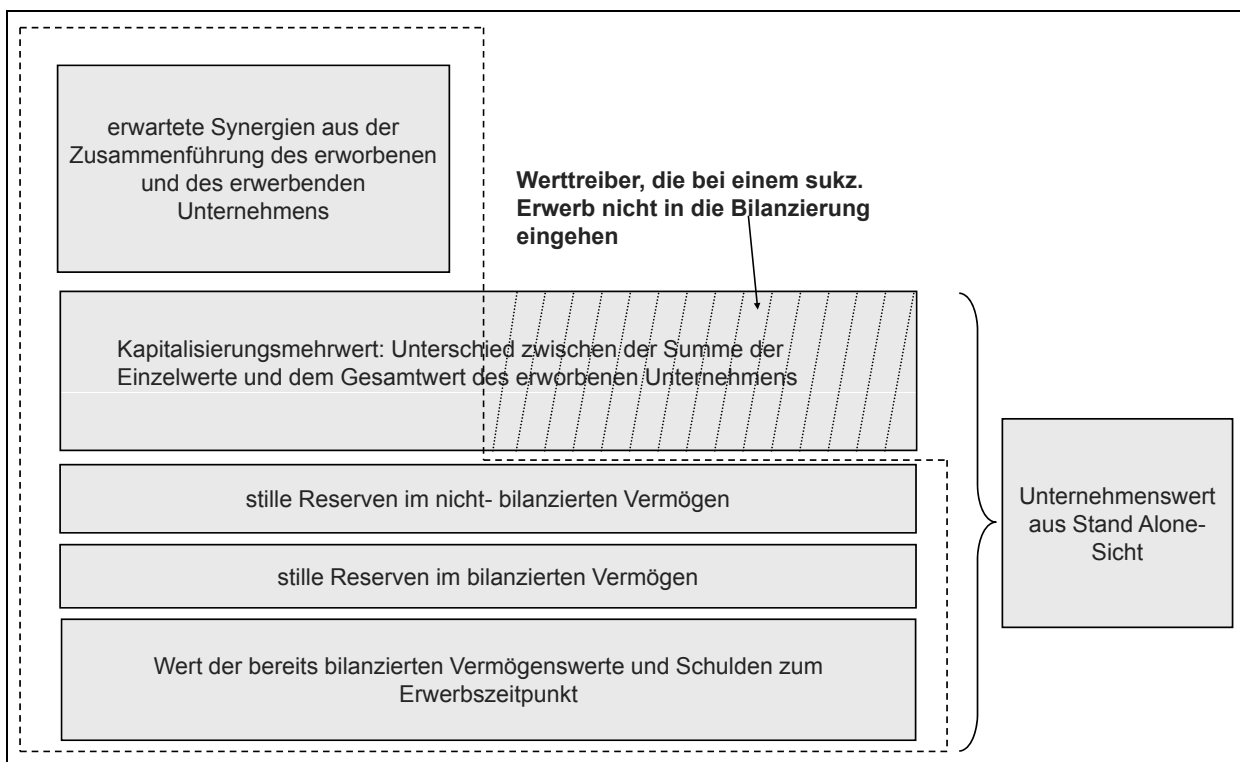 erwartete Synergien aus der
Zusammenführung des erworbenen
und des erwerbenden
Unternehmens
Werttreiber, die bei einem sukz.
Erwerb nicht in die Bilanzierung
eingehen
Kapitalisierungsmehrwert: Unterschied zwischen der Summe der
Einzelwerte und dem Gesamtwert des erworbenen Unternehmens
stille Reserven im nicht- bilanzierten Vermögen
stille Reserven im bilanzierten Vermögen
Wert der bereits bilanzierten Vermögenswerte und Schulden zum
Erwerbszeitpunkt
Unternehmenswert
aus Stand Alone-
Sicht